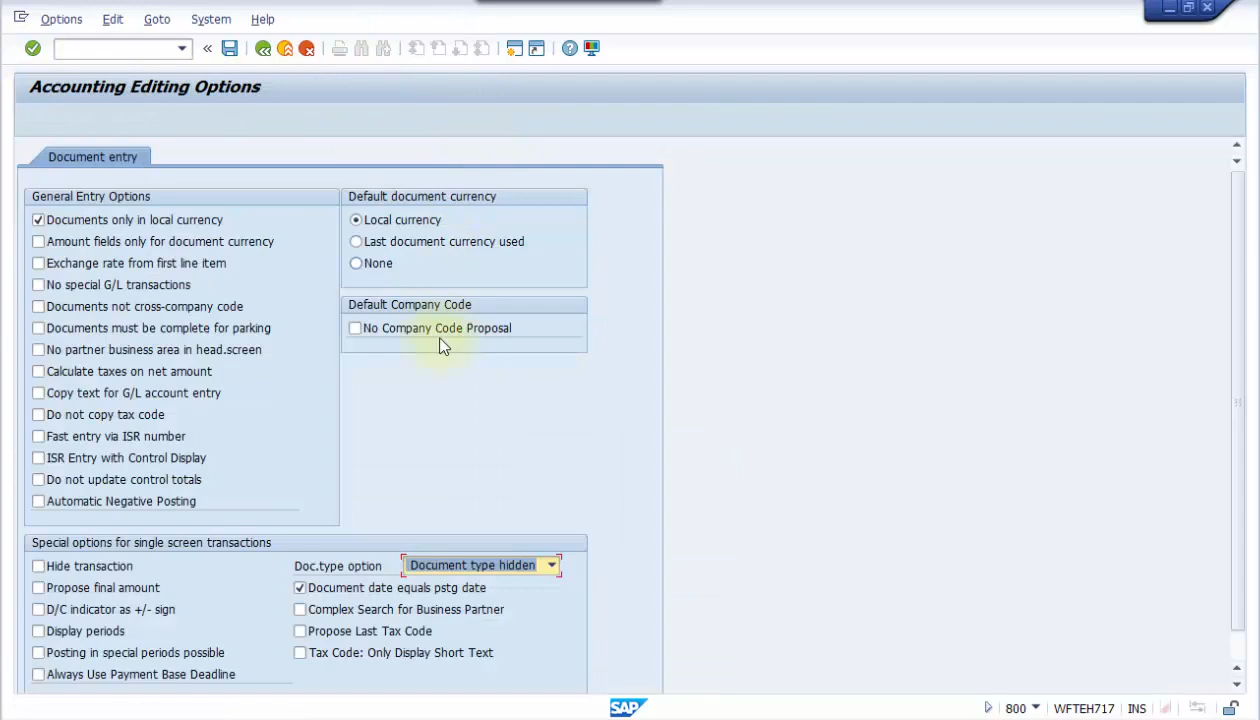 Options Edit Goto System Help
Accounting Editing Options
Document entry
General Entry Options
Documents only in local currency
Amount fields only for document currency
Exchange rate from first line item
No special G/L transactions
Documents not cross-company code
Documents must be complete for parking
No partner business area in head.screen
Calculate taxes on net amount
Copy text for G/L account entry
Do not copy tax code
Fast entry via ISR number
ISR Entry with Control Display
Do not update control totals
Automatic Negative Posting
Default document currency
Local currency
Last document currency used
None
Default Company Code
No Company Code Proposal
Special options for single screen transactions
Hide transaction
Propose final amount
D/C indicator as +/- sign
Display periods
Posting in special periods possible
Always Use Payment Base Deadline
Doc.type option Document type hidden
Document date equals pstg date
Complex Search for Business Partner
Propose Last Tax Code
Tax Code: Only Display Short Text
SAP
800 WFTEH717 INS